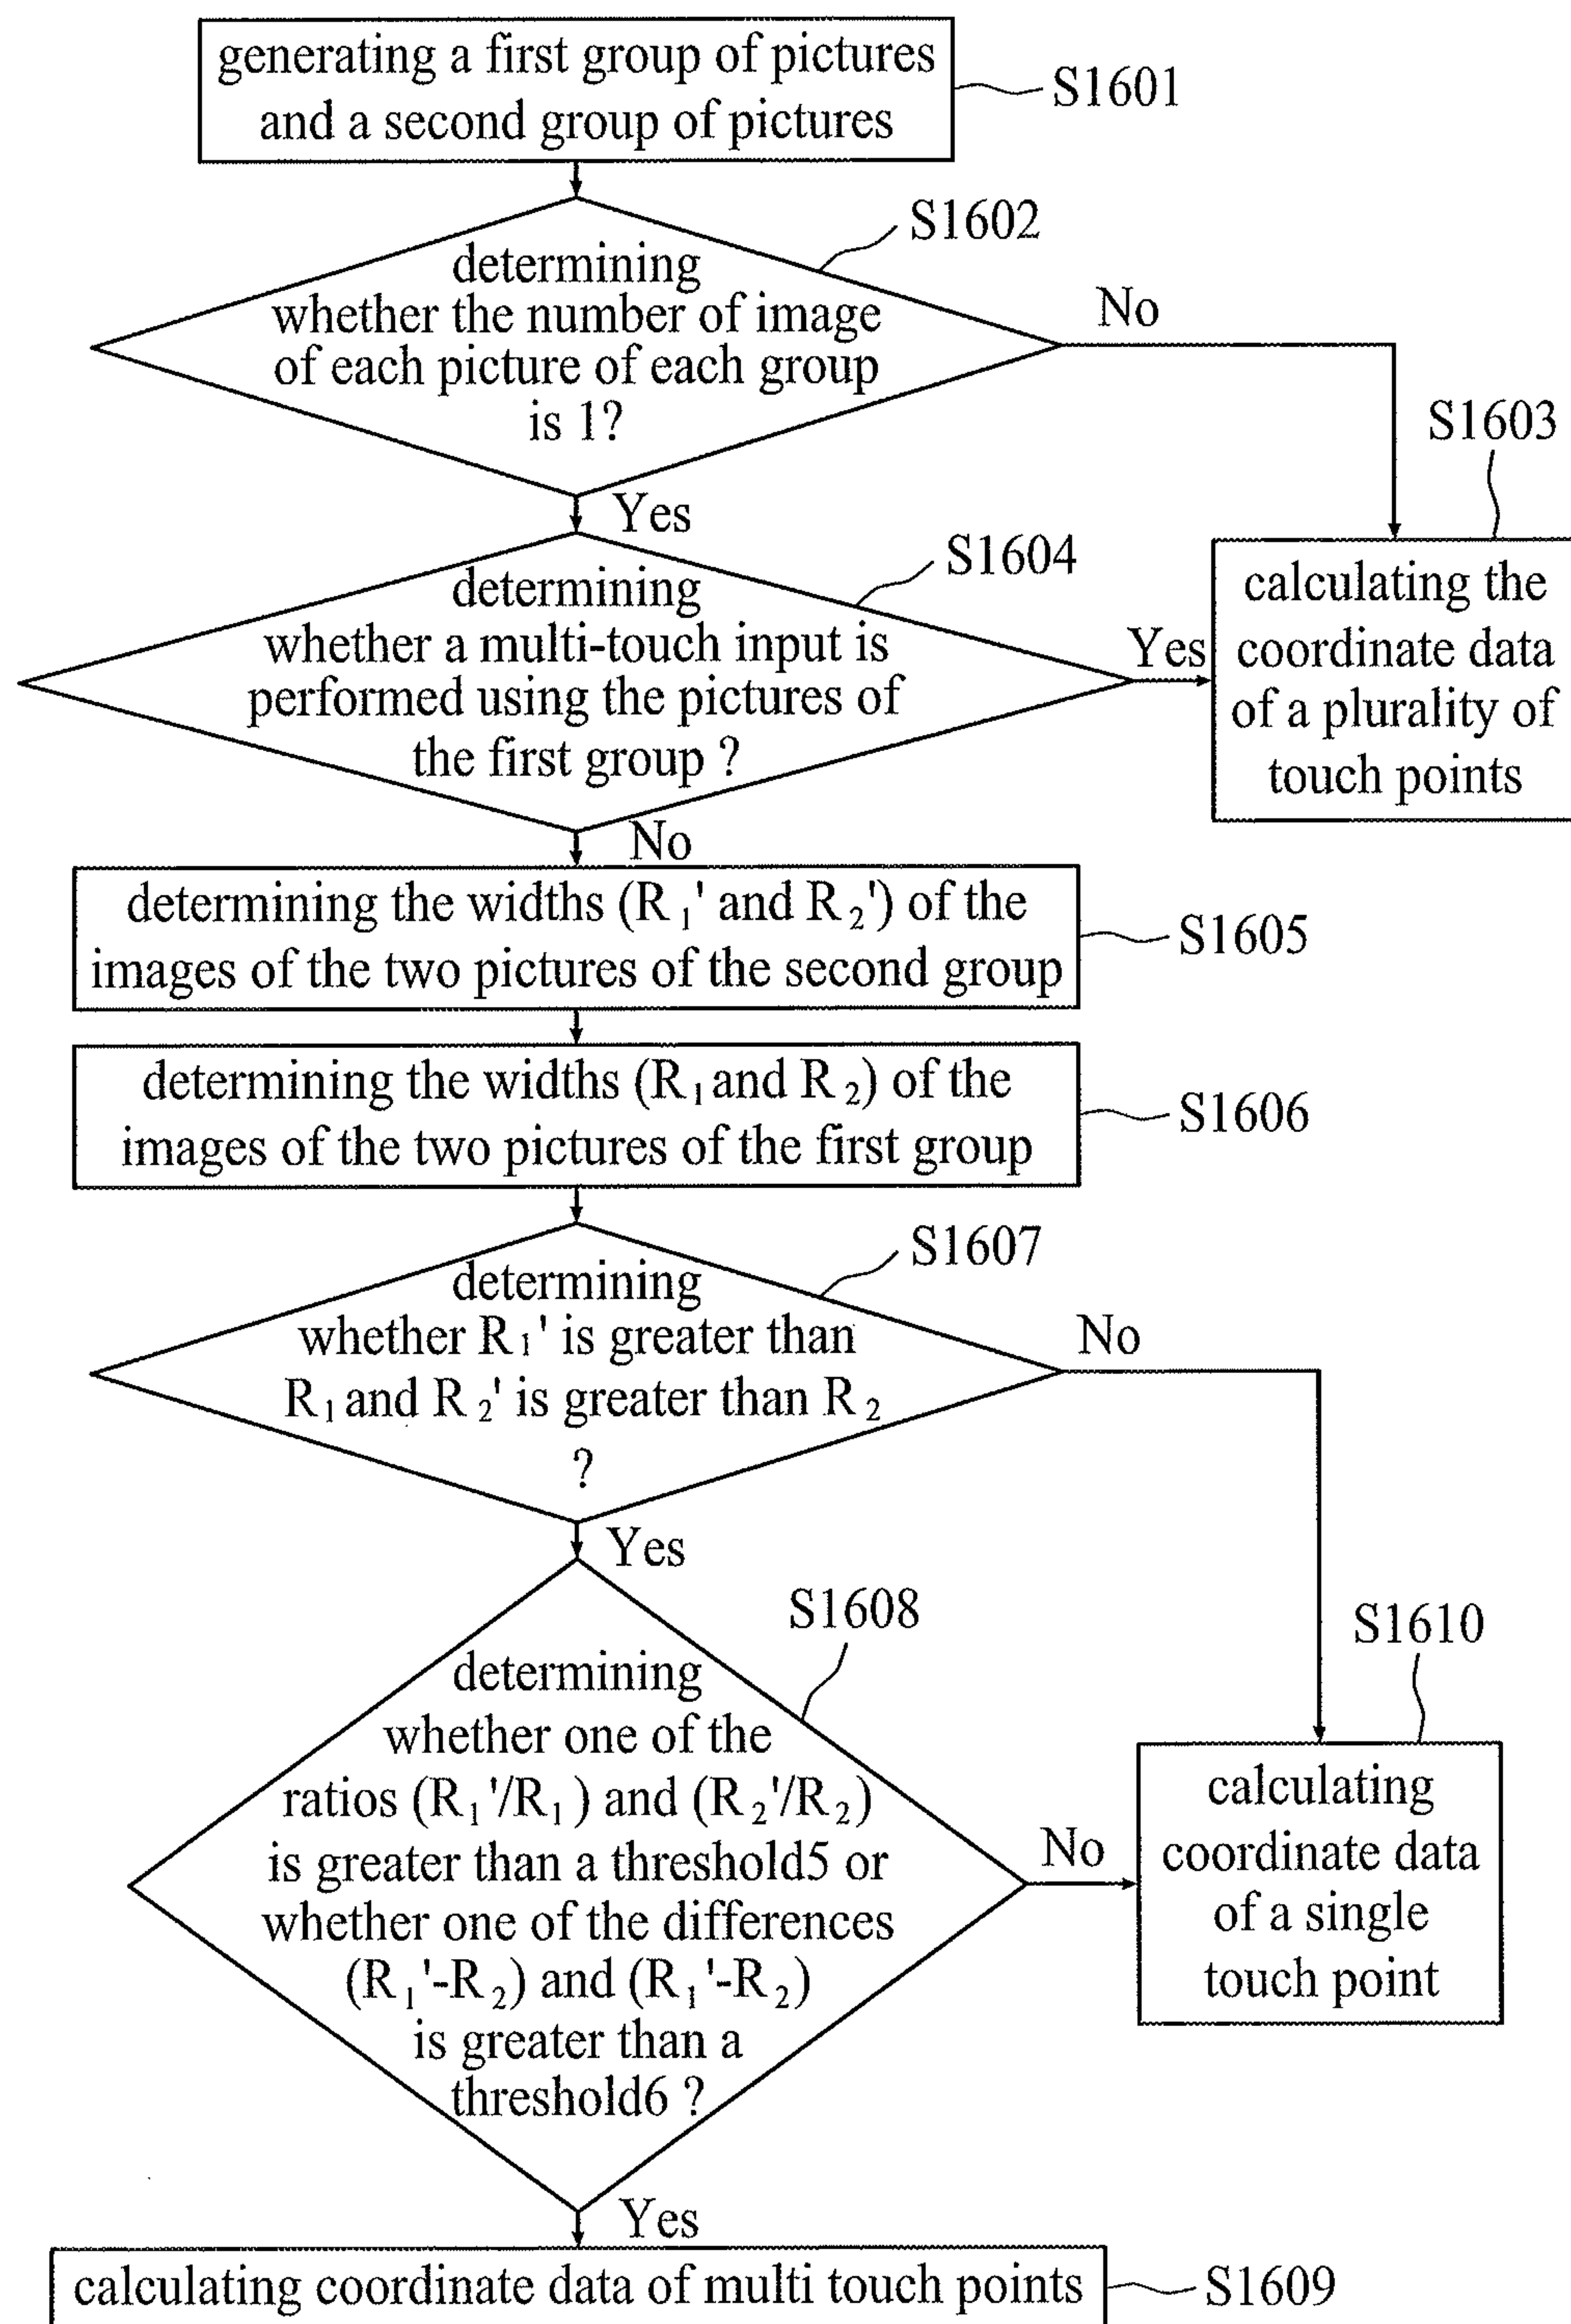 generating a first group of pictures
and a second group of pictures
S1601
S1602
determining
whether the number of image
of each picture of each group
is 1?
No
Yes
S1603
calculating the
coordinate data
of a plurality of
touch points
S1604
determining
whether a multi-touch input is
performed using the pictures of
the first group ?
Yes
No
determining the widths (R₁' and R₂') of the
images of the two pictures of the second group
S1605
determining the widths (R₁ and R₂) of the
images of the two pictures of the first group
S1606
S1607
determining
whether R₁' is greater than
R₁ and R₂' is greater than R₂
?
No
Yes
S1608
determining
whether one of the
ratios (R₁'/R₁) and (R₂'/R₂)
is greater than a threshold5 or
whether one of the differences
(R₁'-R₂) and (R₁'-R₂)
is greater than a
threshold6 ?
No
S1610
calculating
coordinate data
of a single
touch point
Yes
calculating coordinate data of multi touch points
S1609